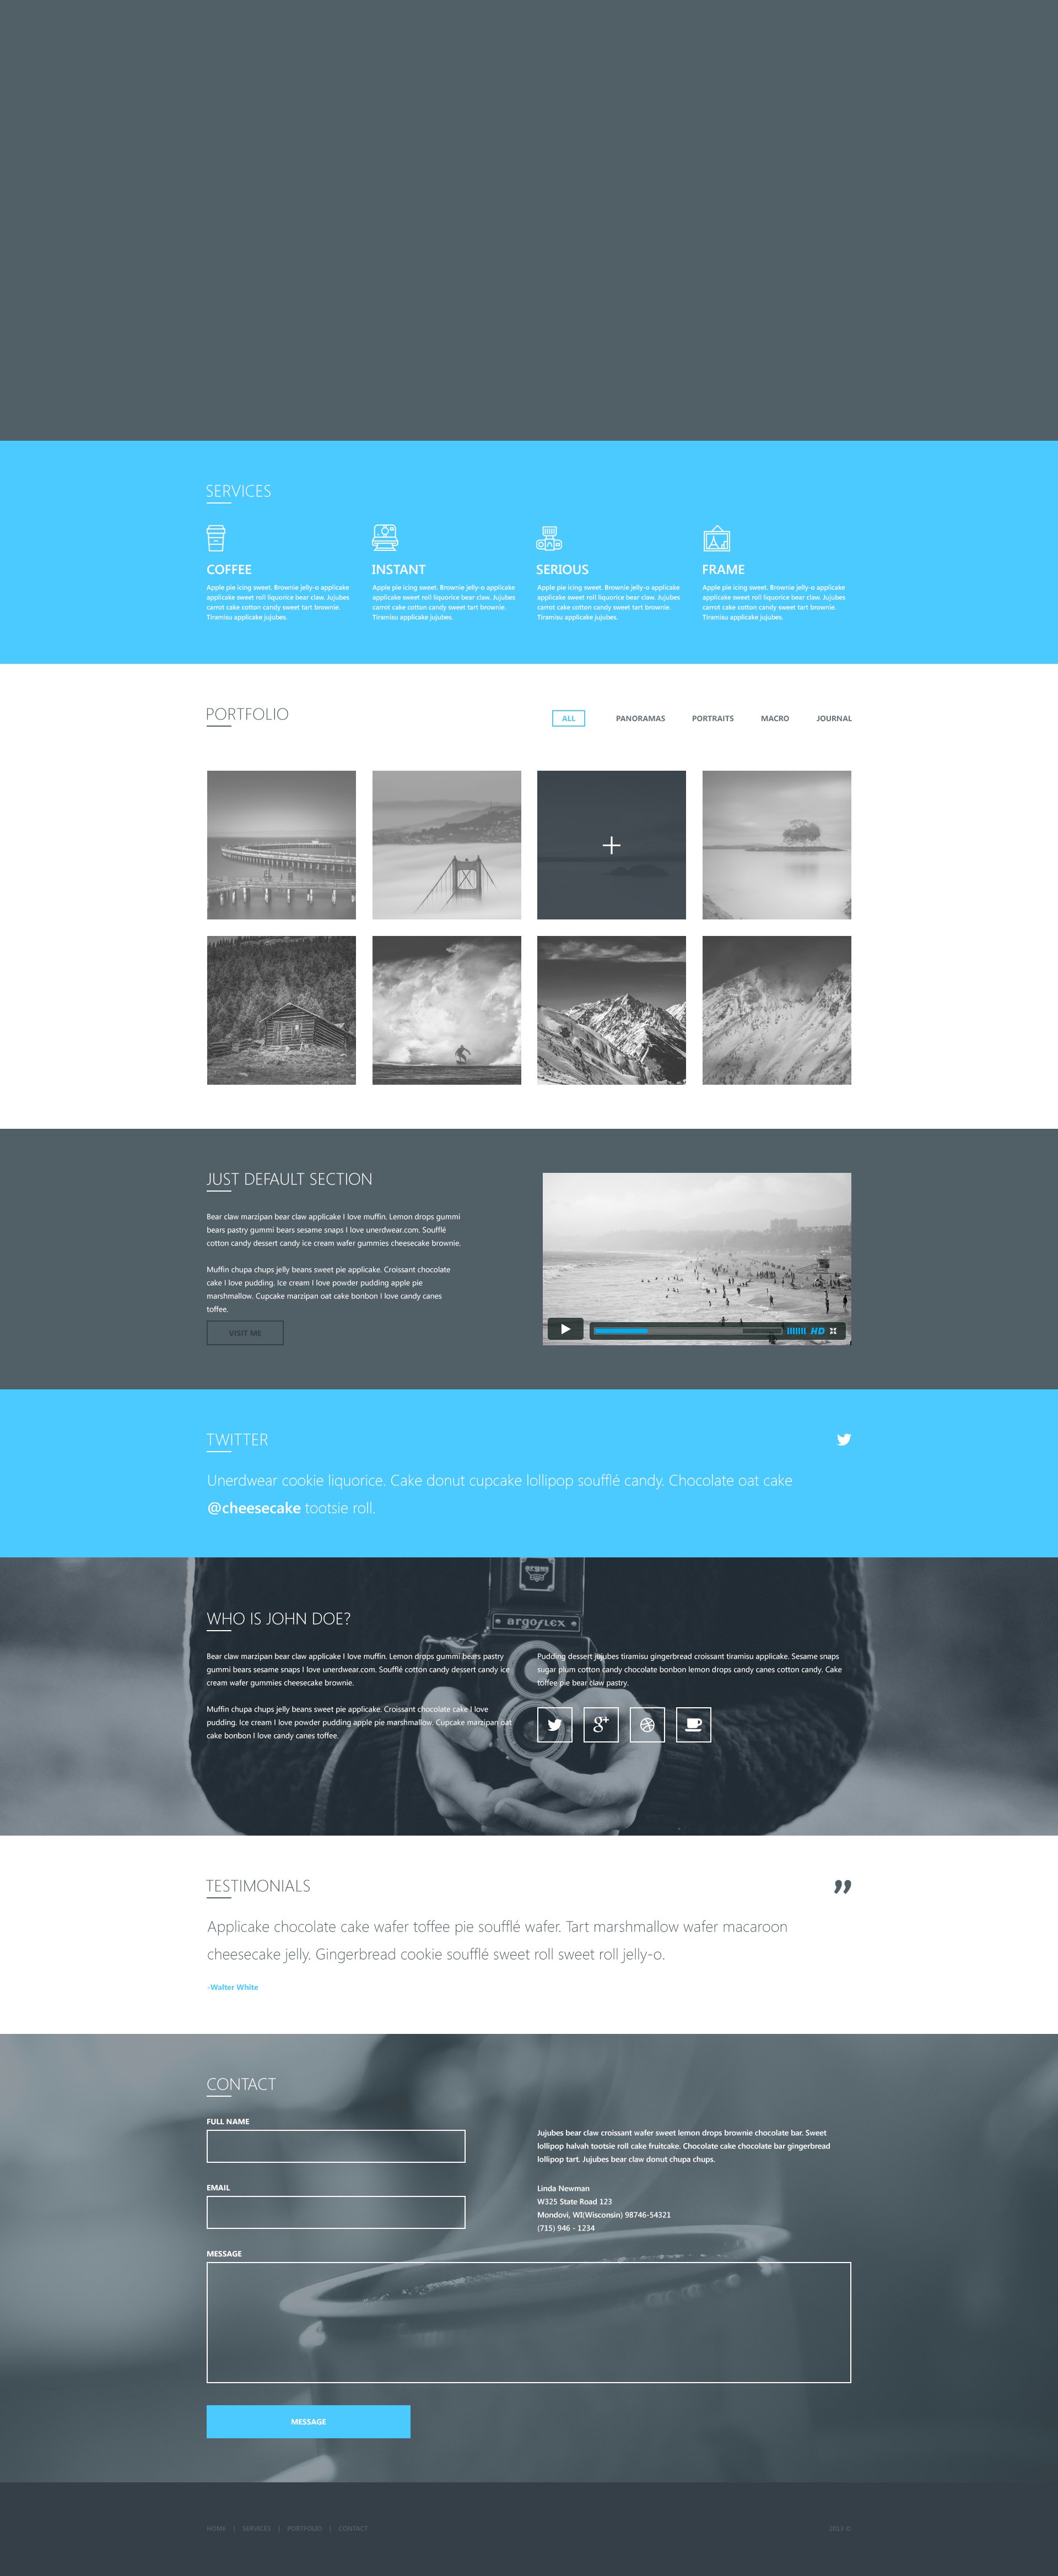 SERVICES
COFFEE
Apple pie icing sweet. Brownie jelly-o applicake
applicake sweet roll liquorice bear claw. Jujubes
carrot cake cotton candy sweet tart brownie.
Tiramisu applicake jujubes.
INSTANT
Apple pie icing sweet. Brownie jelly-o applicake
applicake sweet roll liquorice bear claw. Jujubes
carrot cake cotton candy sweet tart brownie.
Tiramisu applicake jujubes.
SERIOUS
Apple pie icing sweet. Brownie jelly-o applicake
applicake sweet roll liquorice bear claw. Jujubes
carrot cake cotton candy sweet tart brownie.
Tiramisu applicake jujubes.
FRAME
Apple pie icing sweet. Brownie jelly-o applicake
applicake sweet roll liquorice bear claw. Jujubes
carrot cake cotton candy sweet tart brownie.
Tiramisu applicake jujubes.
PORTFOLIO
ALL PANORAMAS PORTRAITS MACRO JOURNAL
JUST DEFAULT SECTION
Bear claw marzipan bear claw applicake I love muffin. Lemon drops gummi
bears pastry gummi bears sesame snaps I love unerdwear.com. Soufflé
cotton candy dessert candy ice cream wafer gummies cheesecake brownie.
Muffin chupa chups jelly beans sweet pie applicake. Croissant chocolate
cake I love pudding. Ice cream I love powder pudding apple pie
marshmallow. Cupcake marzipan oat cake bonbon I love candy canes
toffee.
VISIT ME
HD
TWITTER
Unerdwear cookie liquorice. Cake donut cupcake lollipop soufflé candy. Chocolate oat cake
@cheesecake tootsie roll.
argus
argoflex
WHO IS JOHN DOE?
Bear claw marzipan bear claw applicake I love muffin. Lemon drops gummi bears pastry
gummi bears sesame snaps I love unerdwear.com. Soufflé cotton candy dessert candy ice
cream wafer gummies cheesecake brownie.
Muffin chupa chups jelly beans sweet pie applicake. Croissant chocolate cake I love
pudding. Ice cream I love powder pudding apple pie marshmallow. Cupcake marzipan oat
cake bonbon I love candy canes toffee.
Pudding dessert jujubes tiramisu gingerbread croissant tiramisu applicake. Sesame snaps
sugar plum cotton candy chocolate bonbon lemon drops candy canes cotton candy. Cake
toffee pie bear claw pastry.
g+
TESTIMONIALS
”
Applicake chocolate cake wafer toffee pie soufflé wafer. Tart marshmallow wafer macaroon
cheesecake jelly. Gingerbread cookie soufflé sweet roll sweet roll jelly-o.
-Walter White
CONTACT
FULL NAME
EMAIL
MESSAGE
Jujubes bear claw croissant wafer sweet lemon drops brownie chocolate bar. Sweet
lollipop halvah tootsie roll cake fruitcake. Chocolate cake chocolate bar gingerbread
lollipop tart. Jujubes bear claw donut chupa chups.
Linda Newman
W325 State Road 123
Mondovi, WI(Wisconsin) 98746-54321
(715) 946 - 1234
MESSAGE
HOME | SERVICES | PORTFOLIO | CONTACT
2013 ©